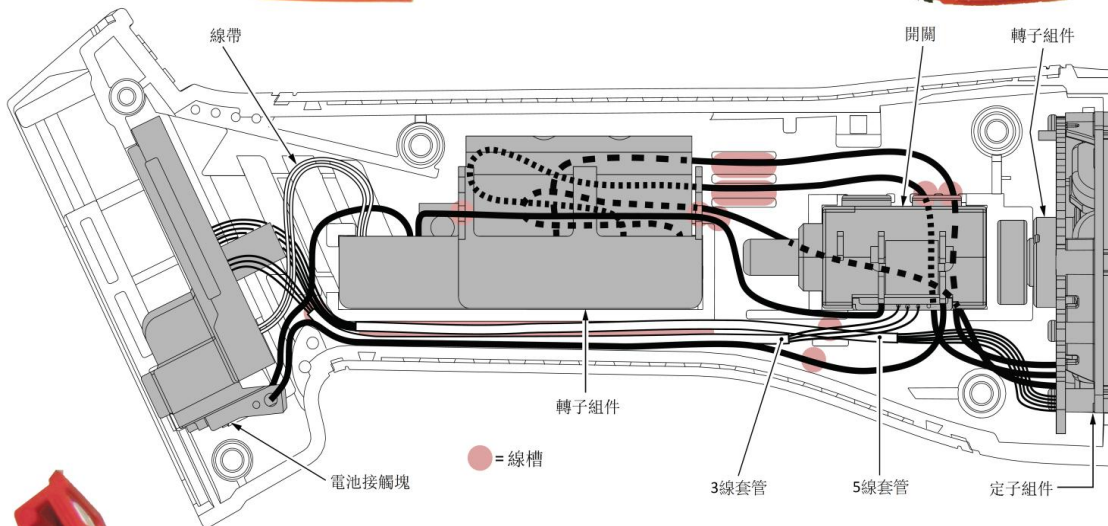 線帶
開關
轉子組件
轉子組件
= 線槽
電池接觸塊
3線套管
5線套管
定子組件